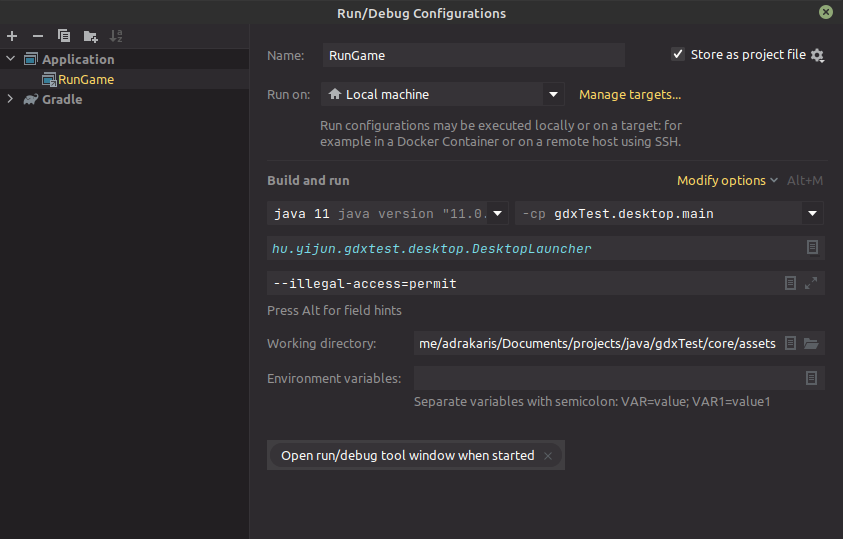 Run/Debug Configurations
Application
RunGame
Gradle
Name: RunGame
Store as project file
Run on: Local machine
Manage targets...
Run configurations may be executed locally or on a target: for
example in a Docker Container or on a remote host using SSH.
Build and run
Modify options Alt+M
java 11 java version "11.0.
-cp gdxTest.desktop.main
hu.yijun.gdxtest.desktop.DesktopLauncher
--illegal-access=permit
Press Alt for field hints
Working directory: me/adrakaris/Documents/projects/java/gdxTest/core/assets
Environment variables:
Separate variables with semicolon: VAR=value; VAR1=value1
Open run/debug tool window when started